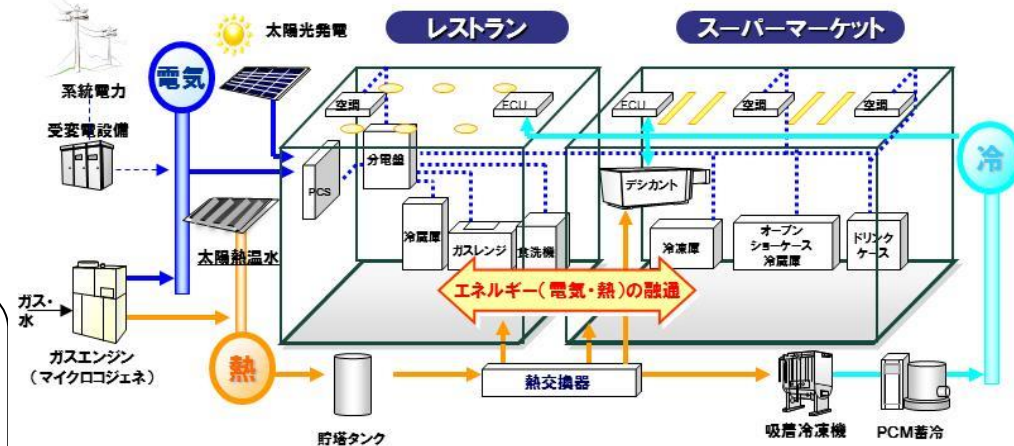 レストラン
スーパーマーケット
太陽光発電
電気
系統電力
受変電設備
空調
ECU
ECU
空調
空調
分電盤
PCS
デシカント
冷
冷蔵庫
ガスレンジ
食洗機
冷凍庫
オープン
ショーケース
冷蔵庫
ドリンク
ケース
太陽熱温水
エネルギー(電気・熱)の融通
ガス・
水
ガスエンジン
(マイクロコジェネ)
熱
貯塔タンク
熱交換器
吸着冷凍機
PCM蓄冷